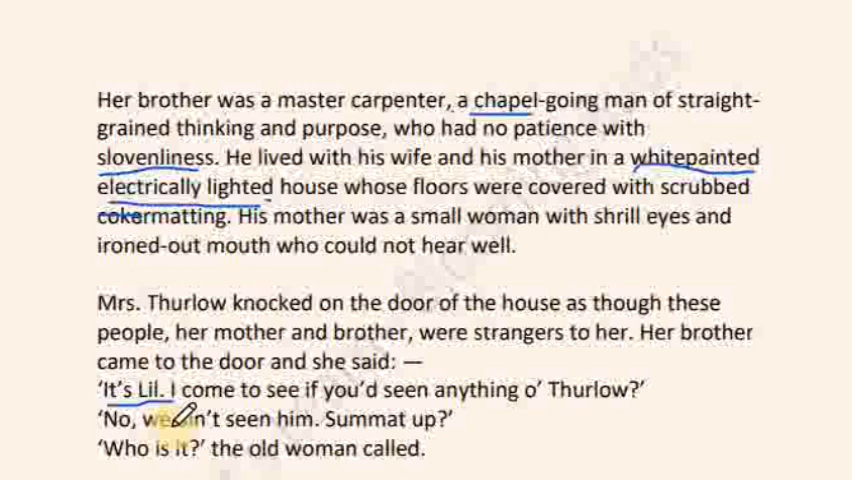 Her brother was a master carpenter, a chapel-going man of straight-
grained thinking and purpose, who had no patience with
slovenliness. He lived with his wife and his mother in a whitepainted
electrically lighted house whose floors were covered with scrubbed
cokermatting. His mother was a small woman with shrill eyes and
ironed-out mouth who could not hear well.
Mrs. Thurlow knocked on the door of the house as though these
people, her mother and brother, were strangers to her. Her brother
came to the door and she said: —
‘It’s Lil. I come to see if you’d seen anything o’ Thurlow?’
‘No, we ain’t seen him. Summat up?’
‘Who is it?’ the old woman called.